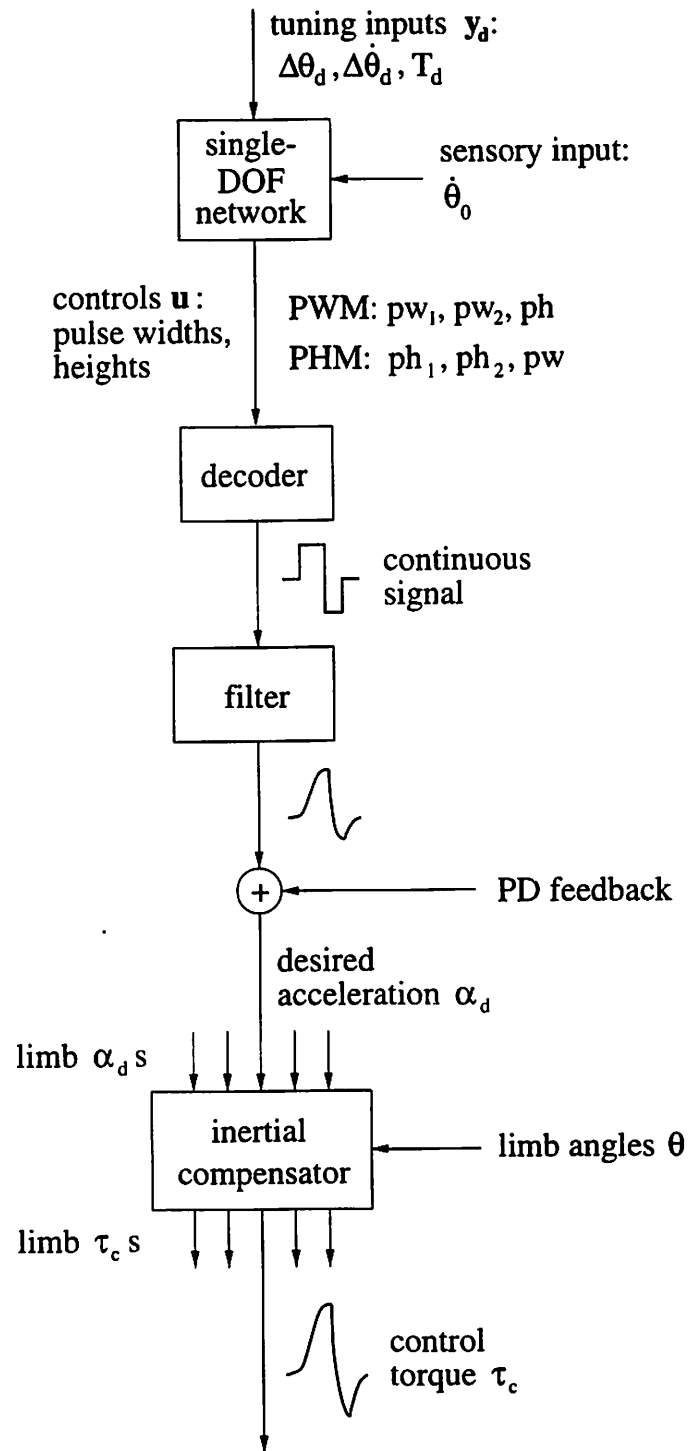 tuning inputs y_d:
Δθ_d, Δθ̇_d, T_d
single-
DOF
network
sensory input:
θ̇_0
controls u :
pulse widths,
heights
PWM: pw_1, pw_2, ph
PHM: ph_1, ph_2, pw
decoder
continuous
signal
filter
+
PD feedback
desired
acceleration α_d
limb α_d s
inertial
compensator
limb angles θ
limb τ_c s
control
torque τ_c